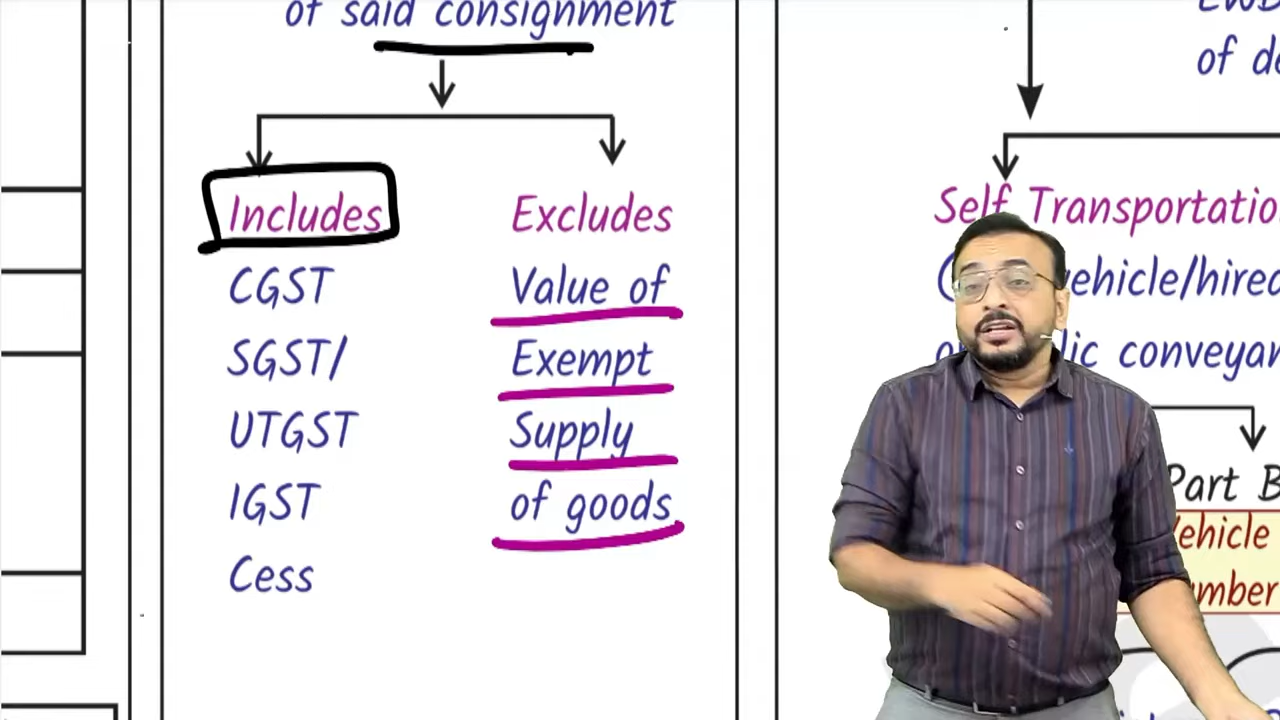 of said consignment
Includes
CGST
SGST/
UTGST
IGST
Cess
Excludes
Value of
Exempt
Supply
of goods
of de
Self Transportatio
vehicle/hired
conveyan
Part B
Vehicle
umber